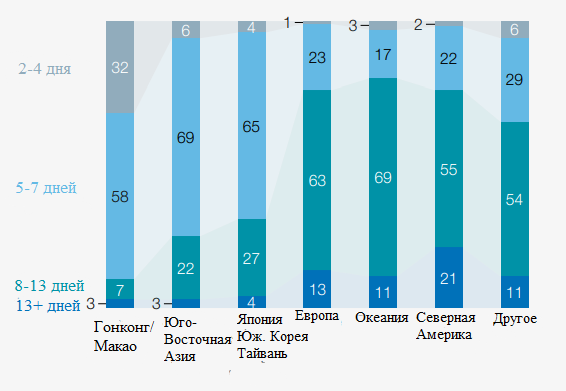 1
2
6
4
3
6
32
2-4 дня
17
23
22
29
69
65
58
5-7 дней
63
69
55
54
22
27
7
8-13 дней
3
3
4
13
11
21
11
13+ дней
Гонконг/
Макао
Юго-
Восточная
Азия
Япония
Юж. Корея
Тайвань
Европа
Океания
Северная
Америка
Другое